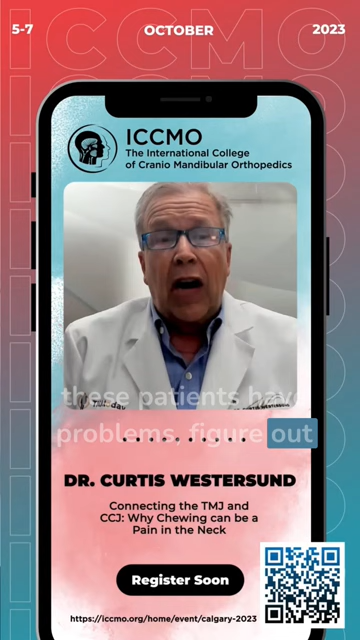 5-7 OCTOBER 2023
ICCMO
ICCMO
The International College
of Cranio Mandibular Orthopedics
these patients have
problems, figure out
DR. CURTIS WESTERSUND
Connecting the TMJ and
CCJ: Why Chewing can be a
Pain in the Neck
Register Soon
https://iccmo.org/home/event/calgary-2023